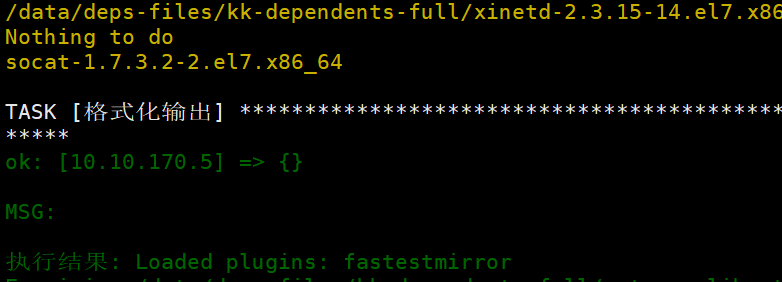 /data/deps-files/kk-dependents-full/xinetd-2.3.15-14.el7.x86
Nothing to do
socat-1.7.3.2-2.el7.x86_64
TASK [格式化输出] ******************************************
*****
ok: [10.10.170.5] => {}
MSG:
执行结果: Loaded plugins: fastestmirror